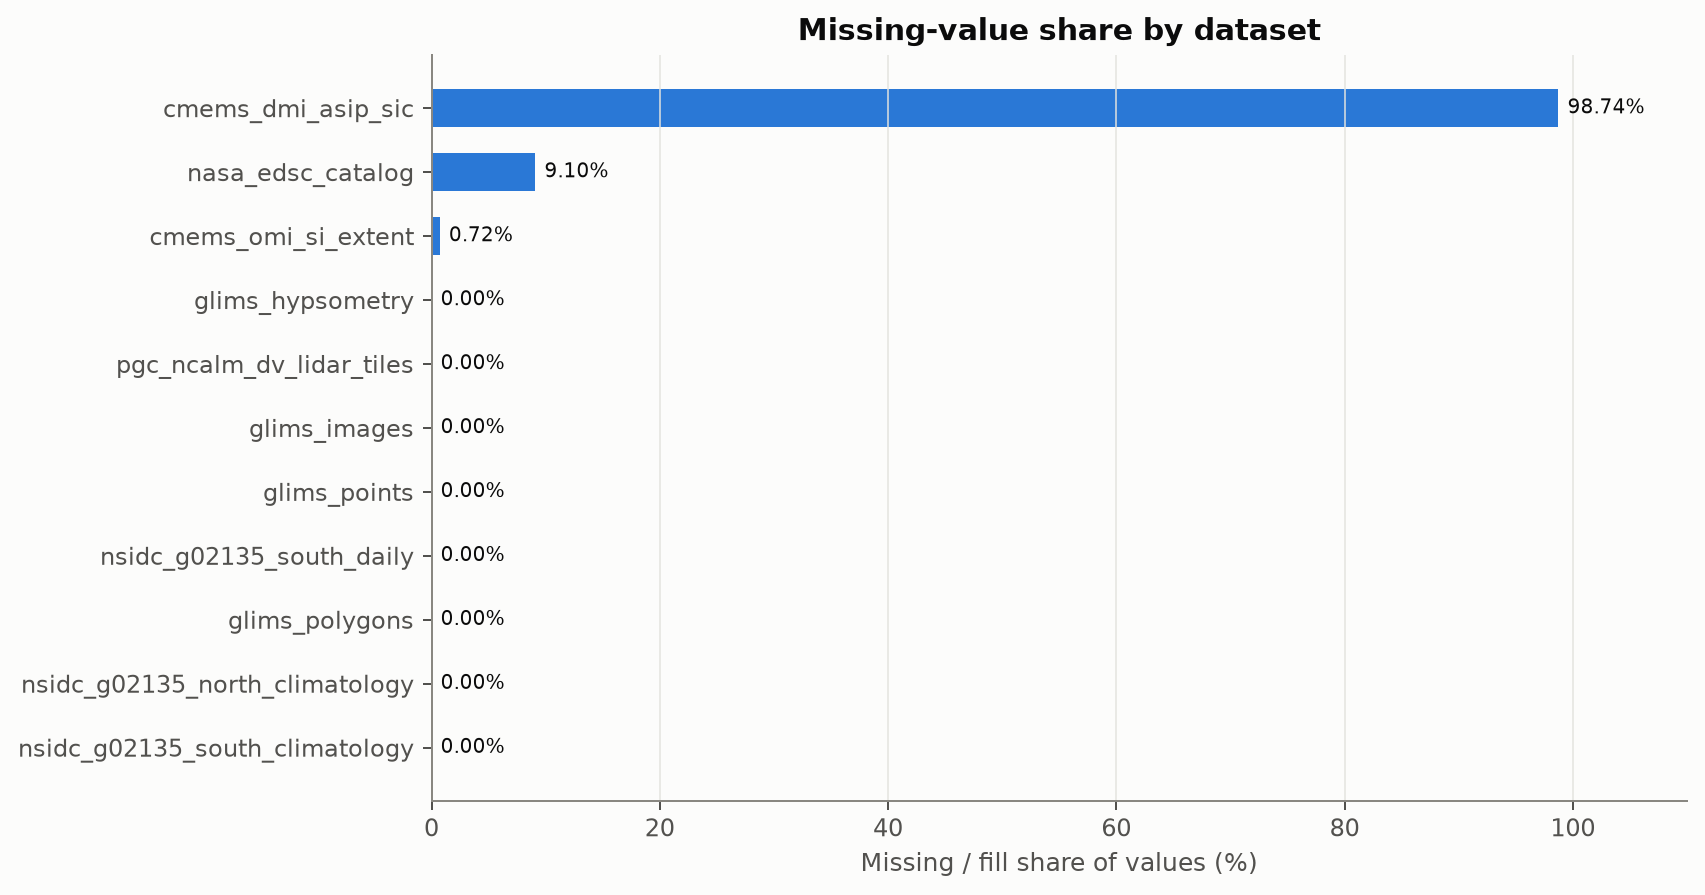 Missing-value share by dataset
cmems_dmi_asip_sic 98.74%
nasa_edsc_catalog 9.10%
cmems_omi_si_extent 0.72%
glims_hypsometry 0.00%
pgc_ncalm_dv_lidar_tiles 0.00%
glims_images 0.00%
glims_points 0.00%
nsidc_g02135_south_daily 0.00%
glims_polygons 0.00%
nsidc_g02135_north_climatology 0.00%
nsidc_g02135_south_climatology 0.00%
0 20 40 60 80 100
Missing / fill share of values (%)